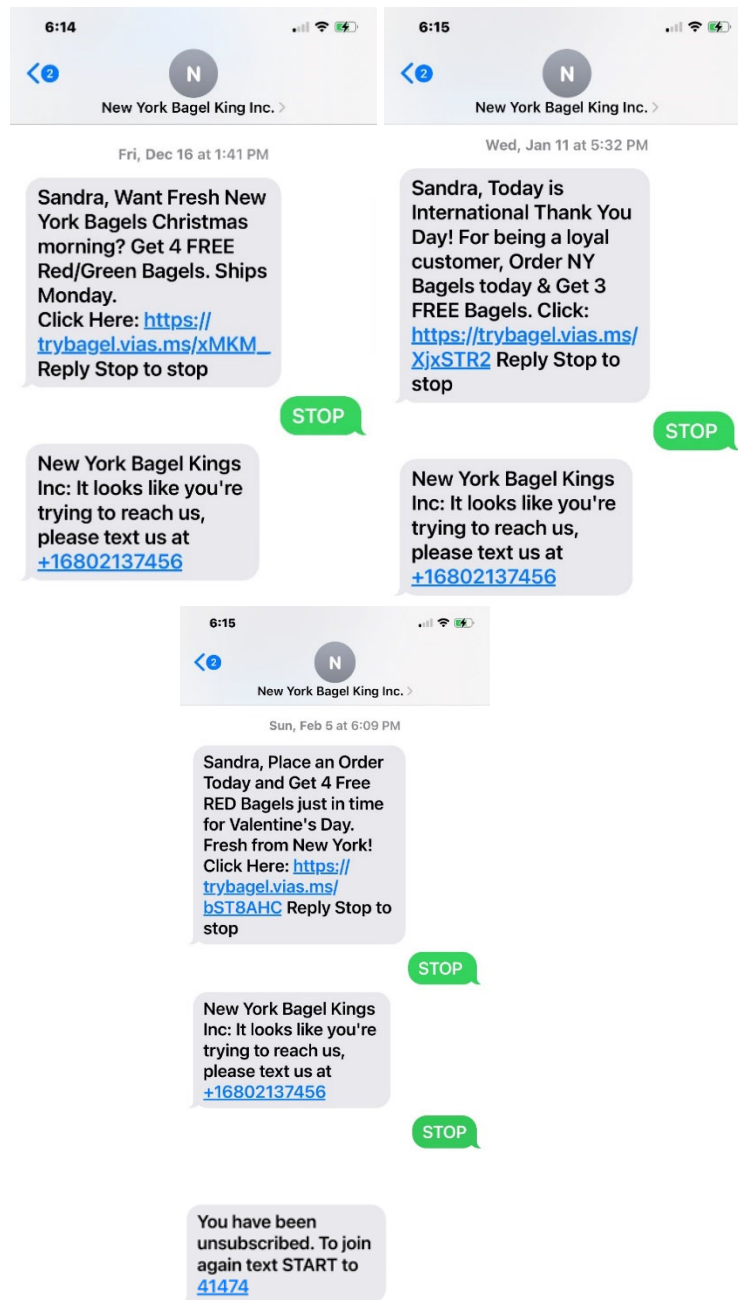 6:14
2
N
New York Bagel King Inc. >
Fri, Dec 16 at 1:41 PM
Sandra, Want Fresh New
York Bagels Christmas
morning? Get 4 FREE
Red/Green Bagels. Ships
Monday.
Click Here: https://
trybagel.vias.ms/xMKM_
Reply Stop to stop
STOP
New York Bagel Kings
Inc: It looks like you're
trying to reach us,
please text us at
+16802137456
6:15
2
N
New York Bagel King Inc. >
Wed, Jan 11 at 5:32 PM
Sandra, Today is
International Thank You
Day! For being a loyal
customer, Order NY
Bagels today & Get 3
FREE Bagels. Click:
https://trybagel.vias.ms/
XjxSTR2 Reply Stop to
stop
STOP
New York Bagel Kings
Inc: It looks like you're
trying to reach us,
please text us at
+16802137456
6:15
2
N
New York Bagel King Inc. >
Sun, Feb 5 at 6:09 PM
Sandra, Place an Order
Today and Get 4 Free
RED Bagels just in time
for Valentine's Day.
Fresh from New York!
Click Here: https://
trybagel.vias.ms/
bST8AHC Reply Stop to
stop
STOP
New York Bagel Kings
Inc: It looks like you're
trying to reach us,
please text us at
+16802137456
STOP
You have been
unsubscribed. To join
again text START to
41474